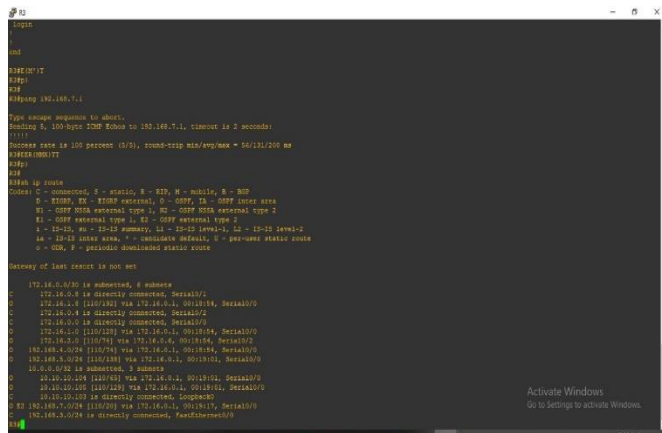 R3
login
!
!
end
R3#
R3#p)
R3#
R3#ping 192.168.7.1
Type escape sequence to abort.
Sending 5, 100-byte ICMP Echos to 192.168.7.1, timeout is 2 seconds:
!!!!!
Success rate is 100 percent (5/5), round-trip min/avg/max = 56/131/200 ms
R3#
R3#p)
R3#
R3#sh ip route
Codes: C - connected, S - static, R - RIP, M - mobile, B - BGP
D - EIGRP, EX - EIGRP external, O - OSPF, IA - OSPF inter area
N1 - OSPF NSSA external type 1, N2 - OSPF NSSA external type 2
E1 - OSPF external type 1, E2 - OSPF external type 2
i - IS-IS, su - IS-IS summary, L1 - IS-IS level-1, L2 - IS-IS level-2
ia - IS-IS inter area, * - candidate default, U - per-user static route
o - ODR, P - periodic downloaded static route
Gateway of last resort is not set
172.16.0.0/30 is subnetted, 6 subnets
C 172.16.0.8 is directly connected, Serial0/1
O 172.16.1.8 [110/192] via 172.16.0.1, 00:18:54, Serial0/0
C 172.16.0.4 is directly connected, Serial0/2
C 172.16.0.0 is directly connected, Serial0/0
O 172.16.1.0 [110/128] via 172.16.0.1, 00:18:54, Serial0/0
O 172.16.2.0 [110/74] via 172.16.0.6, 00:18:54, Serial0/2
O 192.168.4.0/24 [110/74] via 172.16.0.1, 00:18:54, Serial0/0
O 192.168.5.0/24 [110/138] via 172.16.0.1, 00:19:01, Serial0/0
10.0.0.0/32 is subnetted, 3 subnets
O 10.10.10.104 [110/65] via 172.16.0.1, 00:19:01, Serial0/0
O 10.10.10.105 [110/129] via 172.16.0.1, 00:19:01, Serial0/0
C 10.10.10.103 is directly connected, Loopback0
O E2 192.168.7.0/24 [110/20] via 172.16.0.1, 00:19:17, Serial0/0
C 192.168.3.0/24 is directly connected, FastEthernet0/0
R3#
Activate Windows
Go to Settings to activate Windows.